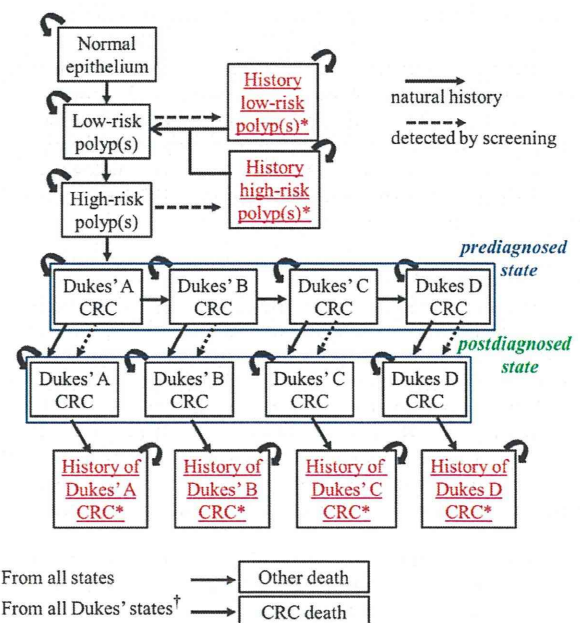 Normal
epithelium
Low-risk
polyp(s)
History
low-risk
polyp(s)*
natural history
detected by screening
High-risk
polyp(s)
History
high-risk
polyp(s)*
prediagnosed
state
Dukes' A
CRC
Dukes' B
CRC
Dukes' C
CRC
Dukes D
CRC
postdiagnosed
state
Dukes' A
CRC
Dukes' B
CRC
Dukes' C
CRC
Dukes D
CRC
History of
Dukes' A
CRC*
History of
Dukes' B
CRC*
History of
Dukes' C
CRC*
History of
Dukes D
CRC*
From all states
Other death
From all Dukes' states†
CRC death